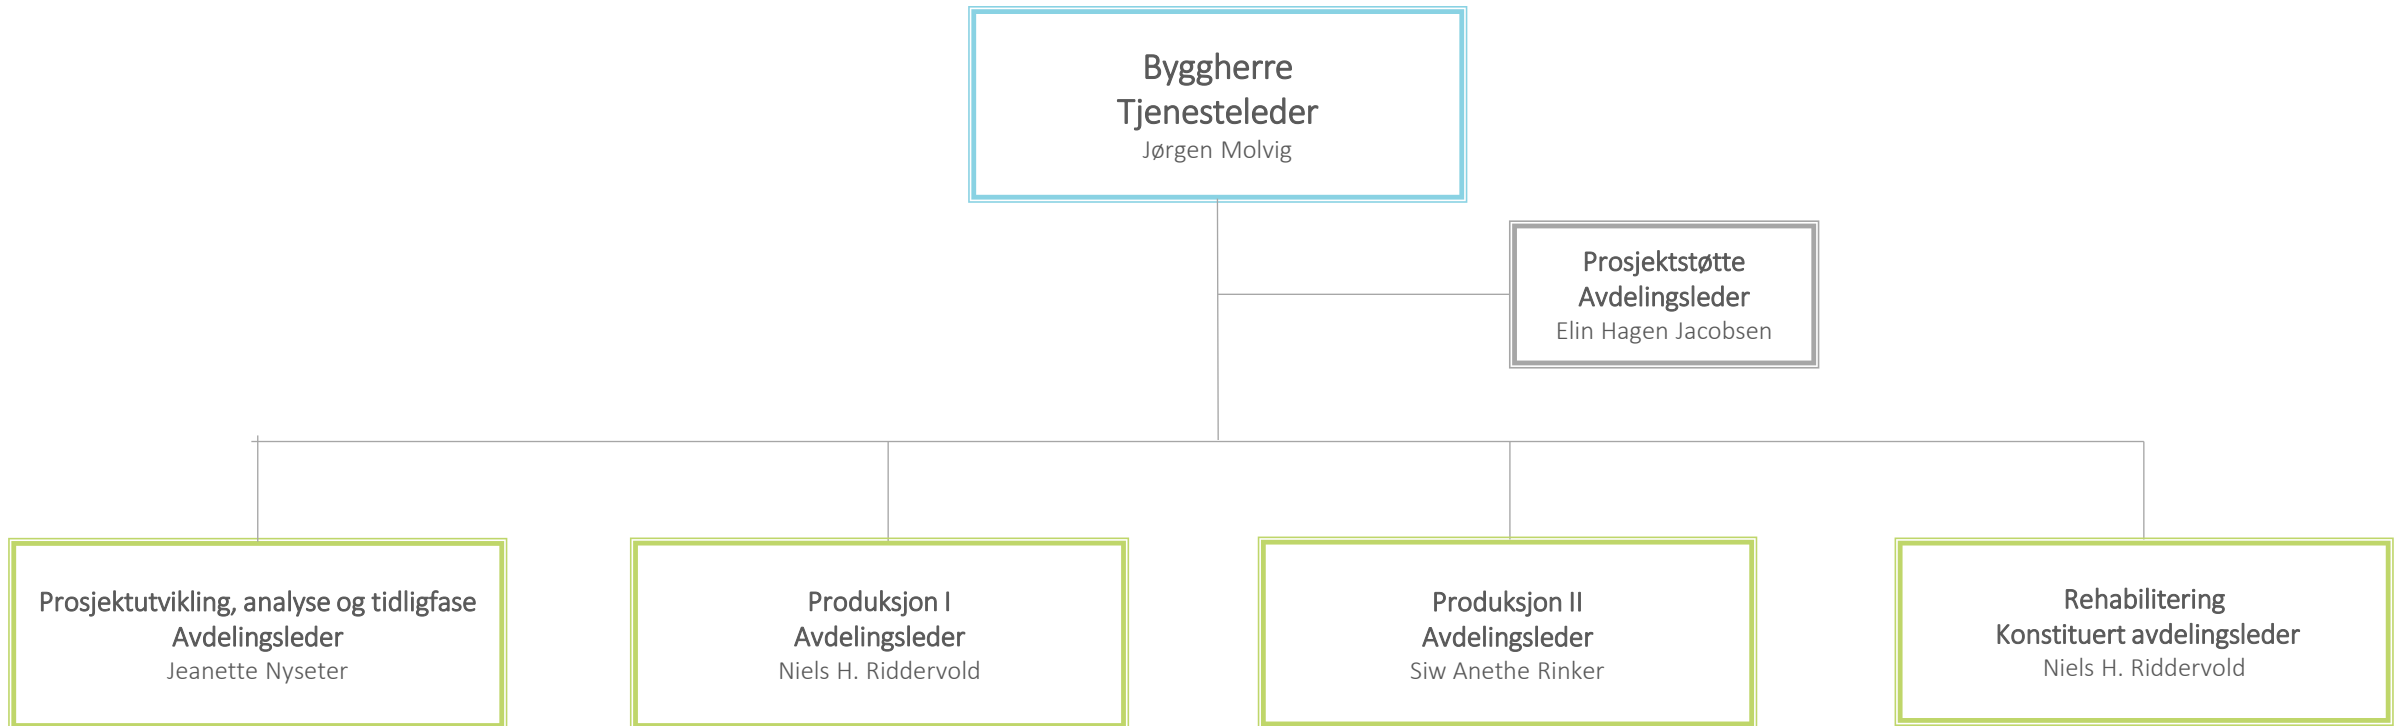 Byggherre
Tjenesteleder
Jørgen Molvig
Prosjektstøtte
Avdelingsleder
Elin Hagen Jacobsen
Prosjektutvikling, analyse og tidligfase
Avdelingsleder
Jeanette Nyseter
Produksjon I
Avdelingsleder
Niels H. Riddervold
Produksjon II
Avdelingsleder
Siw Anethe Rinker
Rehabilitering
Konstituert avdelingsleder
Niels H. Riddervold